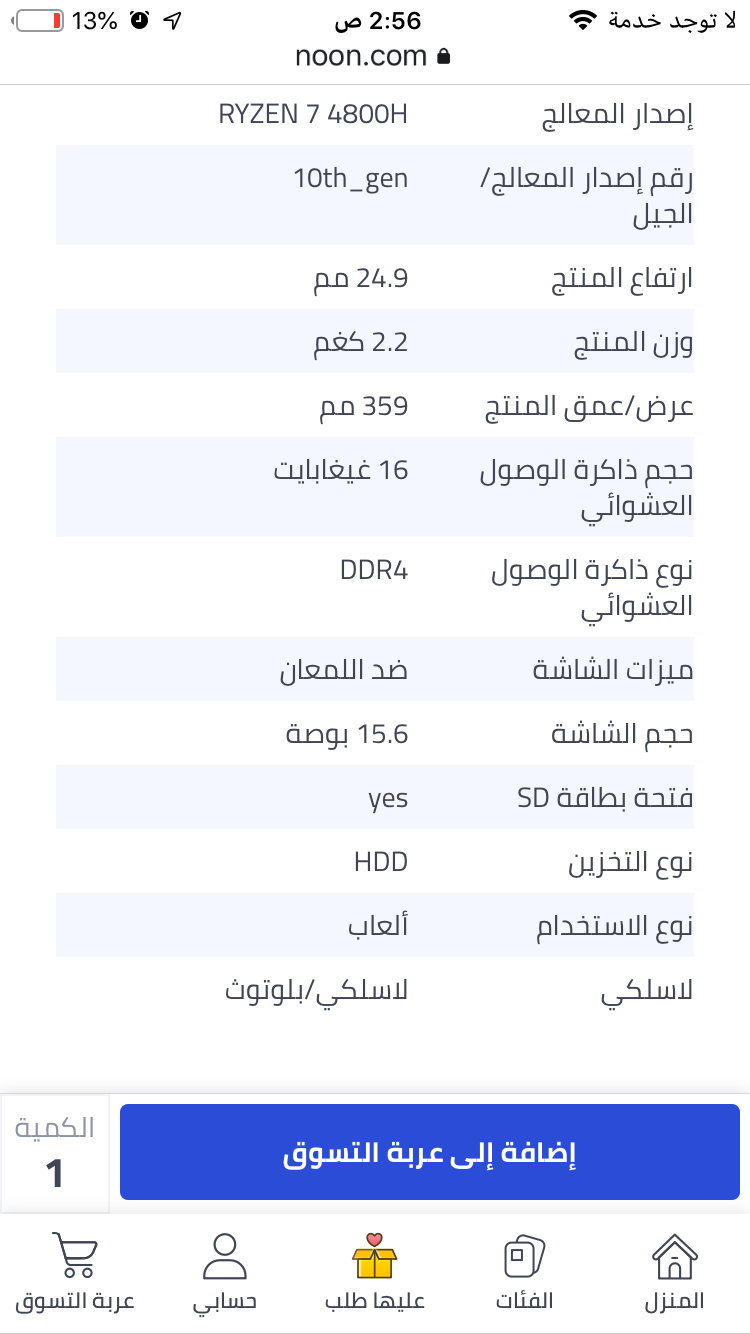 لا توجد خدمة 2:56 ص 13%
noon.com
إصدار المعالج RYZEN 7 4800H
رقم إصدار المعالج/ 10th_gen
الجيل
ارتفاع المنتج 24.9 مم
وزن المنتج 2.2 كغم
عرض/عمق المنتج 359 مم
حجم ذاكرة الوصول 16 غيغابايت
العشوائي
نوع ذاكرة الوصول DDR4
العشوائي
ميزات الشاشة ضد اللمعان
حجم الشاشة 15.6 بوصة
فتحة بطاقة SD yes
نوع التخزين HDD
نوع الاستخدام ألعاب
لاسلكي لاسلكي/بلوتوث
إضافة إلى عربة التسوق
الكمية
1
المنزل الفئات عليها طلب حسابي عربة التسوق